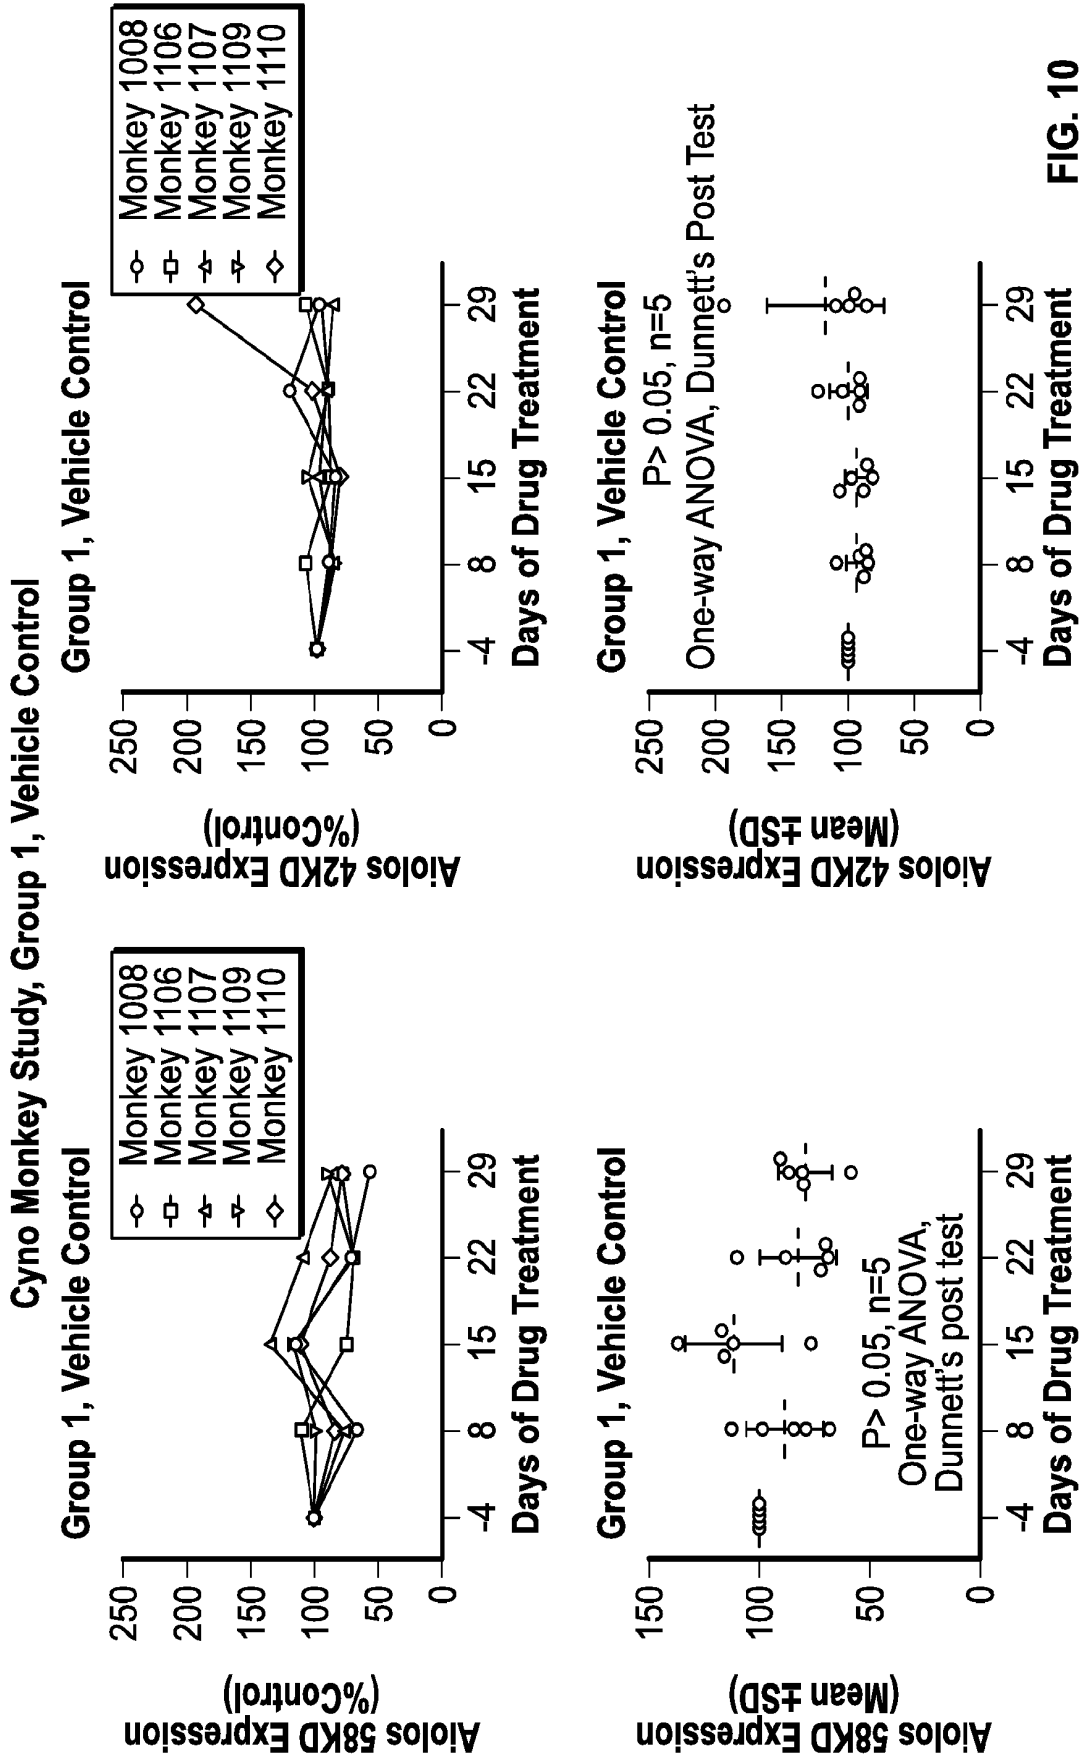 Cyno Monkey Study, Group 1, Vehicle Control
Group 1, Vehicle Control
Monkey 1008
Monkey 1106
Monkey 1107
Monkey 1109
Monkey 1110
Aiolos 58KD Expression
(%Control)
250
200
150
100
50
0
-4
8
15
22
29
Days of Drug Treatment
Group 1, Vehicle Control
Monkey 1008
Monkey 1106
Monkey 1107
Monkey 1109
Monkey 1110
Aiolos 42KD Expression
(%Control)
250
200
150
100
50
0
-4
8
15
22
29
Days of Drug Treatment
Group 1, Vehicle Control
Aiolos 58KD Expression
(Mean ±SD)
150
100
50
0
P> 0.05, n=5
One-way ANOVA,
Dunnett's post test
-4
8
15
22
29
Days of Drug Treatment
Group 1, Vehicle Control
P> 0.05, n=5
One-way ANOVA, Dunnett's Post Test
Aiolos 42KD Expression
(Mean ±SD)
250
200
150
100
50
0
-4
8
15
22
29
Days of Drug Treatment
FIG. 10